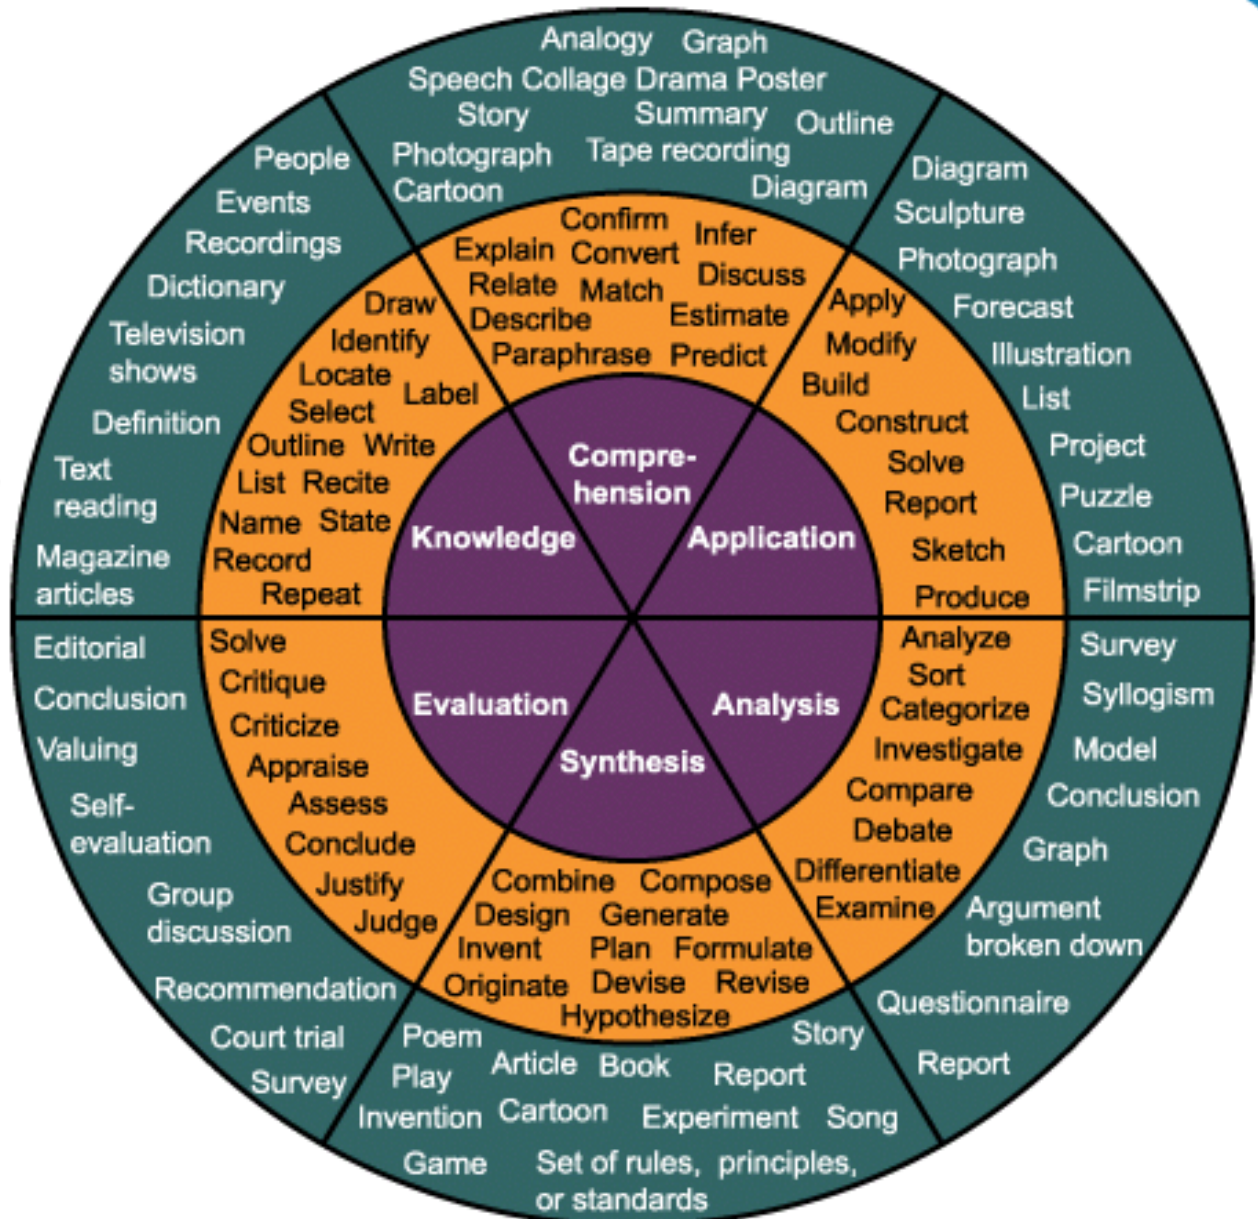 Analogy Graph
Speech Collage Drama Poster
Story Summary Outline
Photograph Tape recording
Cartoon Diagram
Confirm Infer
Explain Convert
Relate Match Discuss
Describe Estimate
Paraphrase Predict
Compre-
hension
Diagram
Sculpture
Photograph
Forecast
Illustration
List
Project
Puzzle
Cartoon
Filmstrip
Apply
Modify
Build
Construct
Solve
Report
Sketch
Produce
Application
Survey
Syllogism
Model
Conclusion
Graph
Argument
broken down
Questionnaire
Report
Analyze
Sort
Categorize
Investigate
Compare
Debate
Differentiate
Examine
Analysis
Synthesis
Combine Compose
Design Generate
Invent Plan Formulate
Originate Devise Revise
Hypothesize
Poem Story
Play Article Book Report
Invention Cartoon Experiment Song
Game Set of rules, principles,
or standards
Evaluation
Solve
Critique
Criticize
Appraise
Assess
Conclude
Justify
Judge
Editorial
Conclusion
Valuing
Self-
evaluation
Group
discussion
Recommendation
Court trial
Survey
Knowledge
Draw
Identify
Locate
Label
Select
Outline Write
List Recite
Name State
Record
Repeat
People
Events
Recordings
Dictionary
Television
shows
Definition
Text
reading
Magazine
articles